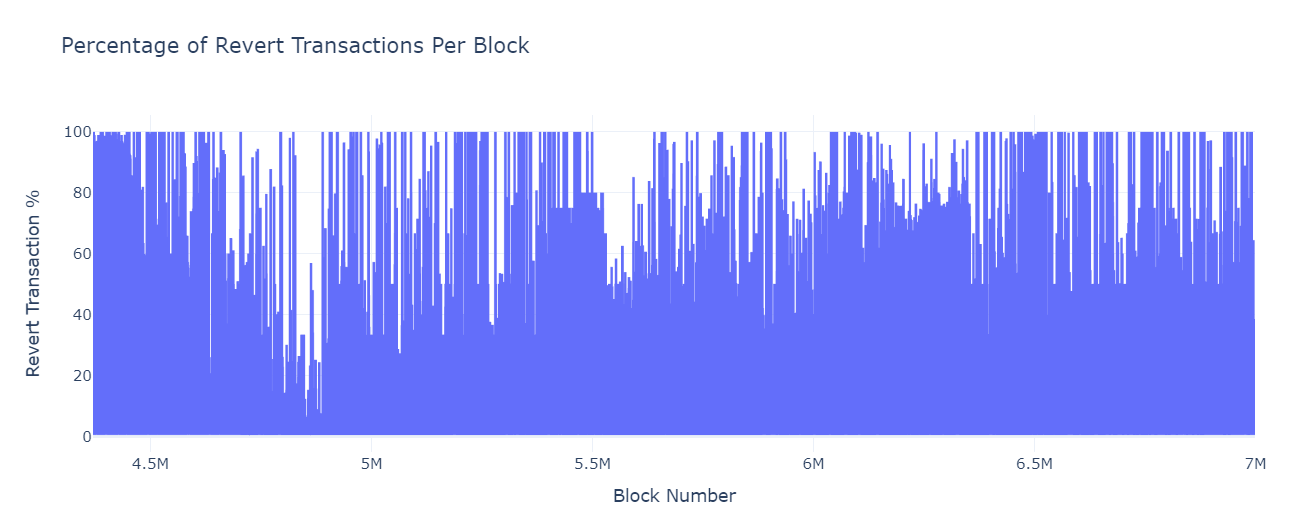 Percentage of Revert Transactions Per Block
Revert Transaction %
100
80
60
40
20
0
4.5M
5M
5.5M
6M
6.5M
7M
Block Number